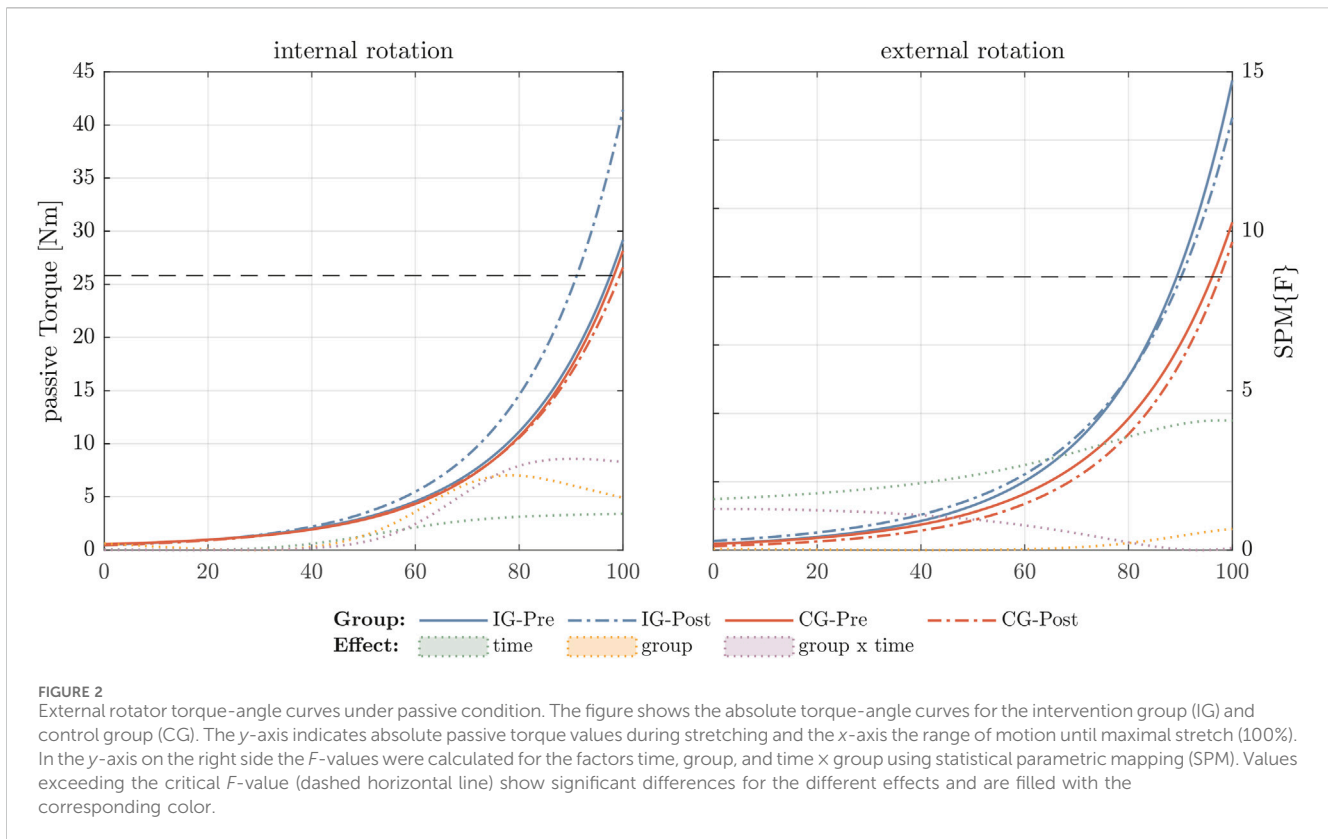 internal rotation
external rotation
passive Torque [Nm]
45
40
35
30
25
20
15
10
5
0
0
20
40
60
80
100
0
20
40
60
80
100
15
10
5
0
SPM{F}
Group: IG-Pre IG-Post CG-Pre CG-Post
Effect: time group group x time
FIGURE 2
External rotator torque-angle curves under passive condition. The figure shows the absolute torque-angle curves for the intervention group (IG) and
control group (CG). The y-axis indicates absolute passive torque values during stretching and the x-axis the range of motion until maximal stretch (100%).
In the y-axis on the right side the F-values were calculated for the factors time, group, and time × group using statistical parametric mapping (SPM). Values
exceeding the critical F-value (dashed horizontal line) show significant differences for the different effects and are filled with the
corresponding color.